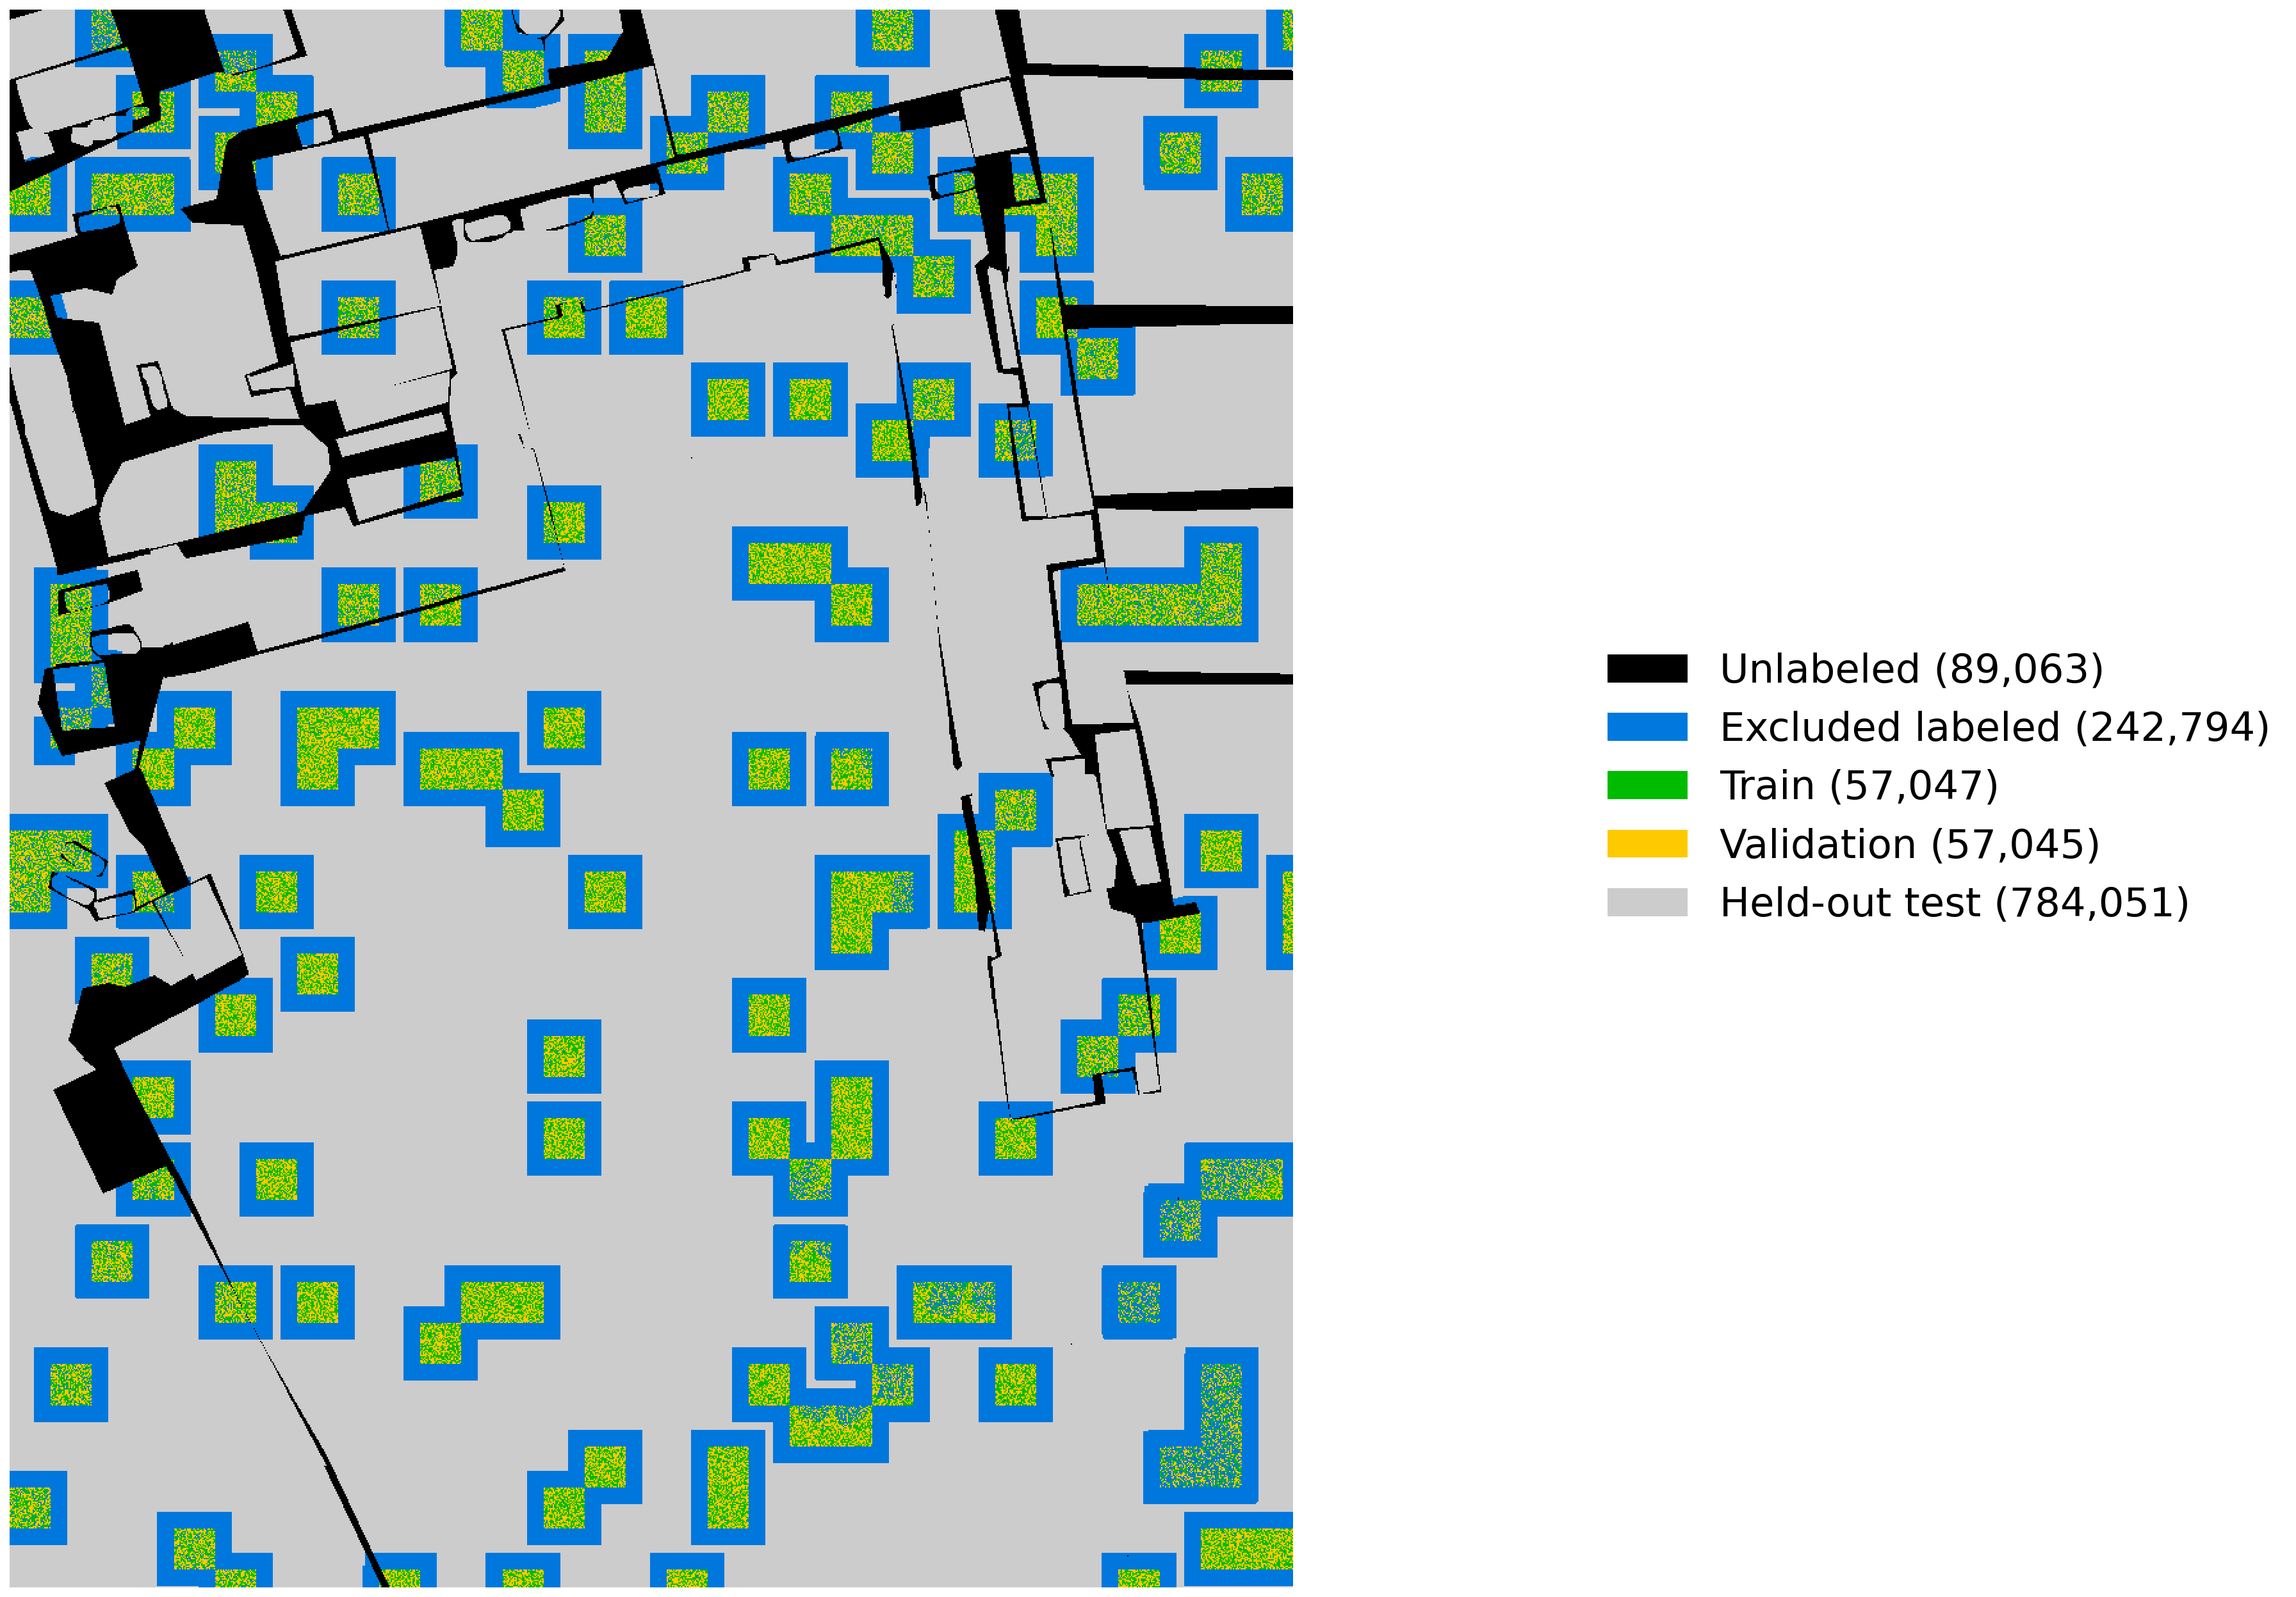 Unlabeled (89,063)
Excluded labeled (242,794)
Train (57,047)
Validation (57,045)
Held-out test (784,051)